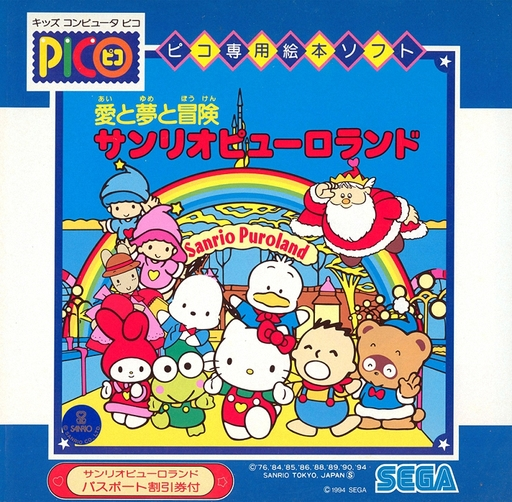 キッズ コンピュータ ピコ
PICO ピコ
ピコ専用絵本ソフト
あい ゆめ ぼうけん
愛と夢と冒険
サンリオピューロランド
Sanrio Puroland
SANRIO
サンリオピューロランド
パスポート割引券付
©'76,'84,'85,'86,'88,'89,'90,'94
SANRIO TOKYO, JAPAN Ⓢ
©1994 SEGA
SEGA